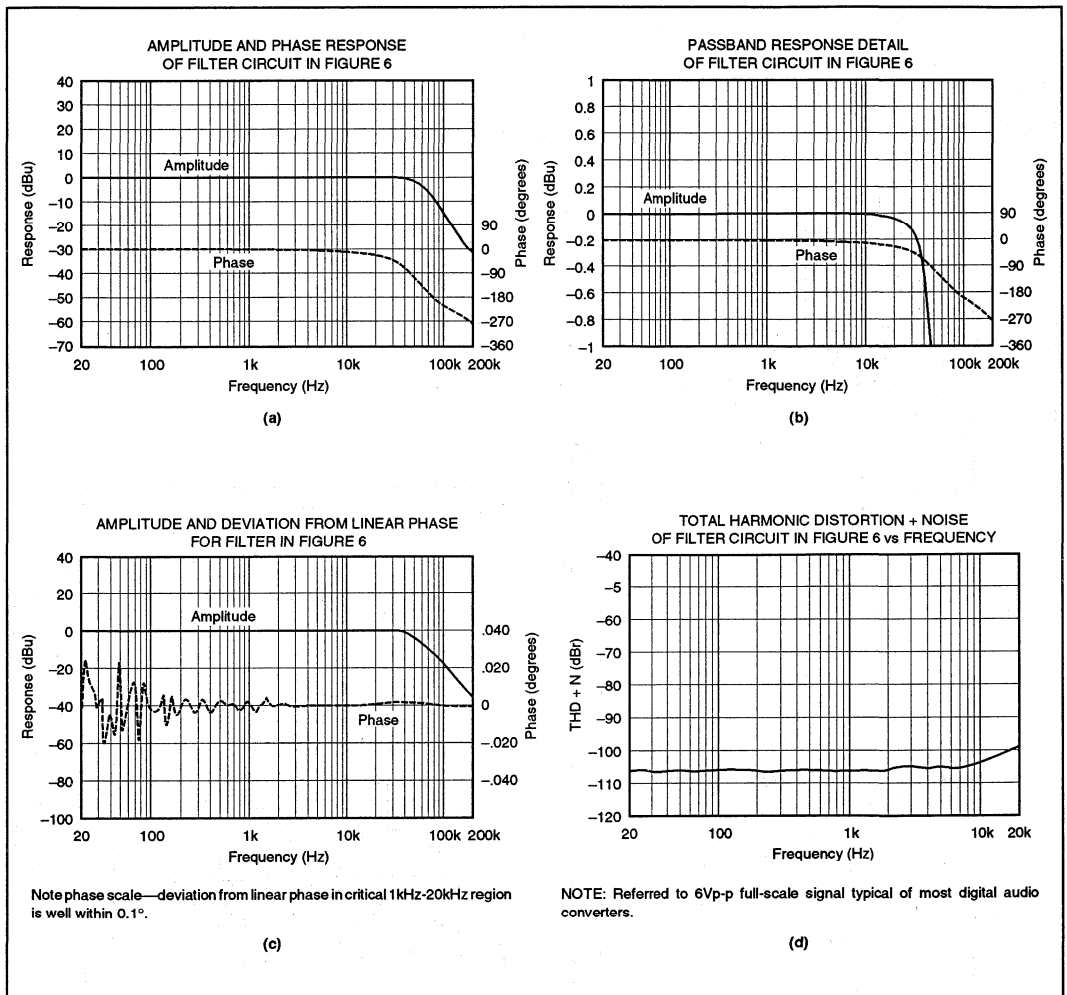 AMPLITUDE AND PHASE RESPONSE
OF FILTER CIRCUIT IN FIGURE 6
40
30
20
10
0
–10
–20
–30
–40
–50
–60
–70
Response (dBu)
Amplitude
Phase
90
0
–90
–180
–270
–360
Phase (degrees)
20 100 1k 10k 100k 200k
Frequency (Hz)
(a)
PASSBAND RESPONSE DETAIL
OF FILTER CIRCUIT IN FIGURE 6
1
0.8
0.6
0.4
0.2
0
–0.2
–0.4
–0.6
–0.8
–1
Response (dBu)
Amplitude
Phase
90
0
–90
–180
–270
–360
Phase (degrees)
20 100 1k 10k 100k 200k
Frequency (Hz)
(b)
AMPLITUDE AND DEVIATION FROM LINEAR PHASE
FOR FILTER IN FIGURE 6
40
20
0
–20
–40
–60
–80
–100
Response (dBu)
Amplitude
Phase
.040
.020
0
–.020
–.040
Phase (degrees)
20 100 1k 10k 100k 200k
Frequency (Hz)
Note phase scale—deviation from linear phase in critical 1kHz-20kHz region
is well within 0.1°.
(c)
TOTAL HARMONIC DISTORTION + NOISE
OF FILTER CIRCUIT IN FIGURE 6 vs FREQUENCY
–40
–5
–60
–70
–80
–90
–100
–110
–120
THD + N (dBr)
20 100 1k 10k 20k
Frequency (Hz)
NOTE: Referred to 6Vp-p full-scale signal typical of most digital audio
converters.
(d)